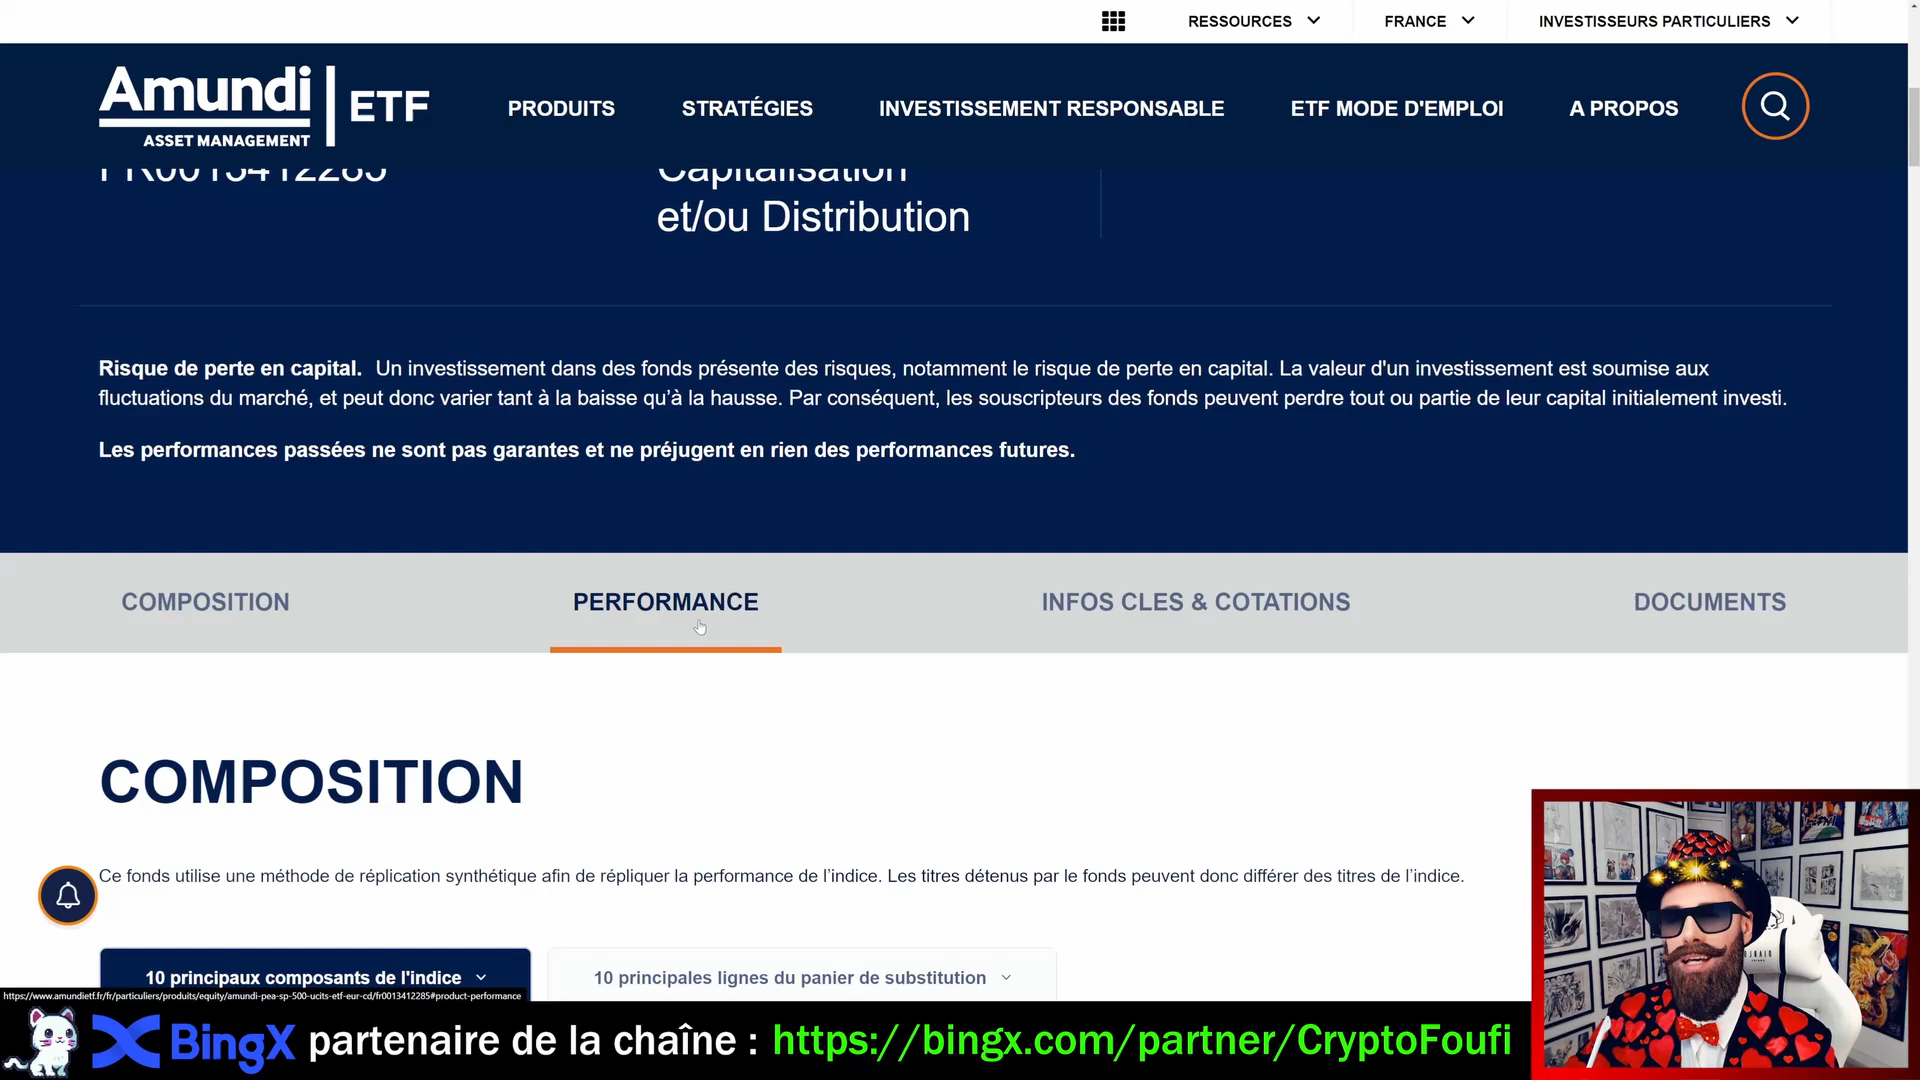 RESSOURCES
FRANCE
INVESTISSEURS PARTICULIERS
Amundi
ASSET MANAGEMENT
ETF
PRODUITS
STRATÉGIES
INVESTISSEMENT RESPONSABLE
ETF MODE D'EMPLOI
A PROPOS
FR0013412285
Capitalisation
et/ou Distribution
Risque de perte en capital. Un investissement dans des fonds présente des risques, notamment le risque de perte en capital. La valeur d'un investissement est soumise aux
fluctuations du marché, et peut donc varier tant à la baisse qu’à la hausse. Par conséquent, les souscripteurs des fonds peuvent perdre tout ou partie de leur capital initialement investi.
Les performances passées ne sont pas garantes et ne préjugent en rien des performances futures.
COMPOSITION
PERFORMANCE
INFOS CLES & COTATIONS
DOCUMENTS
COMPOSITION
Ce fonds utilise une méthode de réplication synthétique afin de répliquer la performance de l’indice. Les titres détenus par le fonds peuvent donc différer des titres de l’indice.
10 principaux composants de l'indice
10 principales lignes du panier de substitution
https://www.amundietf.fr/fr/particuliers/produits/equity/amundi-pea-sp-500-ucits-etf-eur-cd/fr0013412285#product-performance
BingX partenaire de la chaîne : https://bingx.com/partner/CryptoFoufi